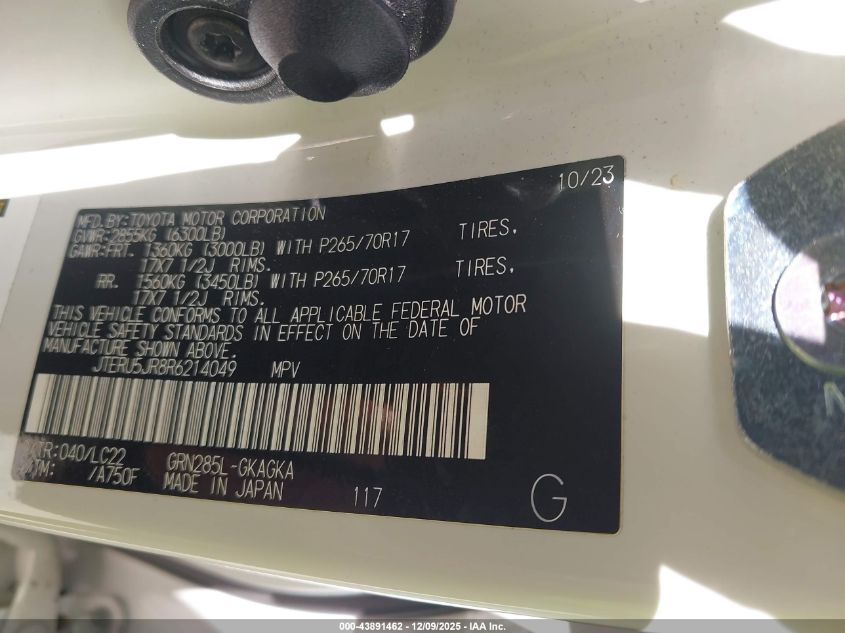 10/23
MFD. BY: TOYOTA MOTOR CORPORATION
GVWR: 2855KG (6300LB)
GAWR-FRT. 1360KG (3000LB) WITH P265/70R17 TIRES,
17X7 1/2J RIMS.
RR. 1560KG (3450LB) WITH P265/70R17 TIRES,
17X7 1/2J RIMS.
THIS VEHICLE CONFORMS TO ALL APPLICABLE FEDERAL MOTOR
VEHICLE SAFETY STANDARDS IN EFFECT ON THE DATE OF
MANUFACTURE SHOWN ABOVE.
JTERU5JR8R6214049 MPV
/TR: 040/LC22 GRN285L-GKAGKA
/TM: /A750F MADE IN JAPAN 117 G
000-43891462 - 12/09/2025 - IAA Inc.